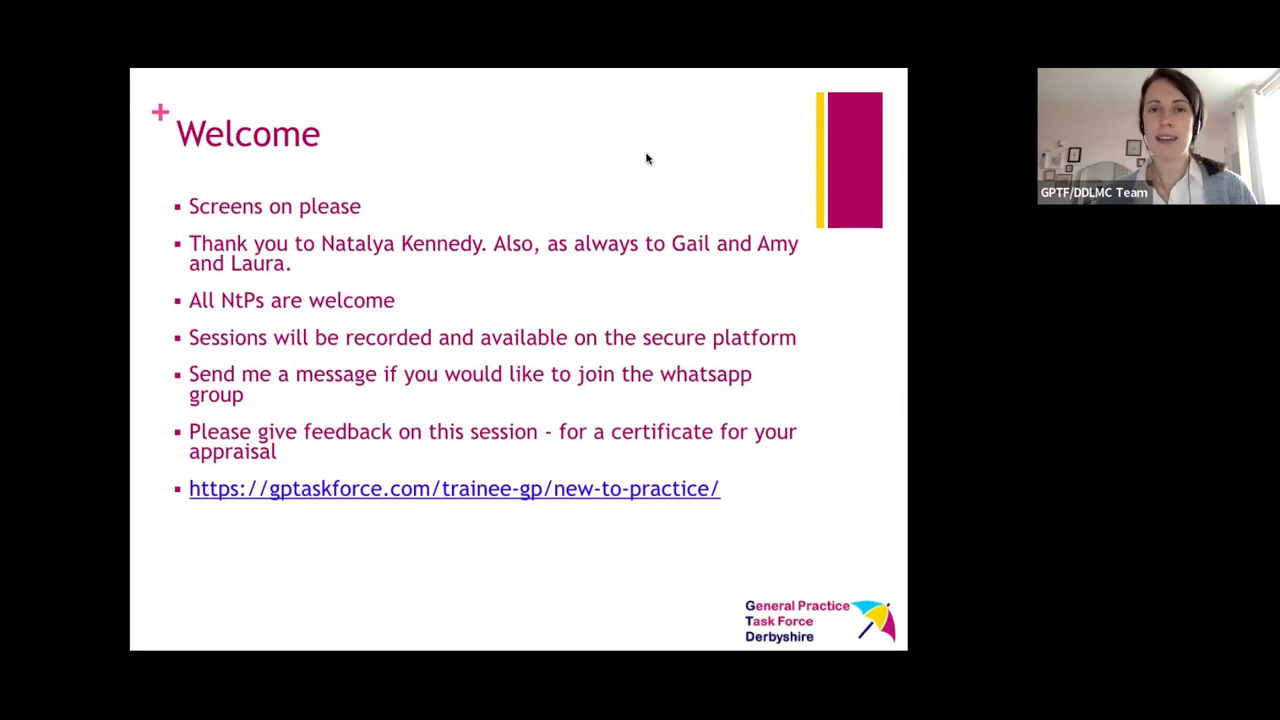 +
Welcome
▪ Screens on please
▪ Thank you to Natalya Kennedy. Also, as always to Gail and Amy
and Laura.
▪ All NtPs are welcome
▪ Sessions will be recorded and available on the secure platform
▪ Send me a message if you would like to join the whatsapp
group
▪ Please give feedback on this session - for a certificate for your
appraisal
▪ https://gptaskforce.com/trainee-gp/new-to-practice/
General Practice
Task Force
Derbyshire
GPTF/DDLMC Team